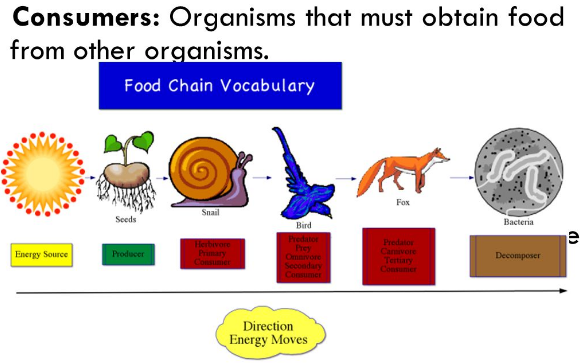 Consumers: Organisms that must obtain food
from other organisms.
Food Chain Vocabulary
Seeds
Snail
Bird
Fox
Bacteria
Energy Source
Producer
Herbivore
Primary
Consumer
Predator
Prey
Carnivore
Secondary
Consumer
Predator
Carnivore
Tertiary
Consumer
Decomposer
e
Direction
Energy Moves